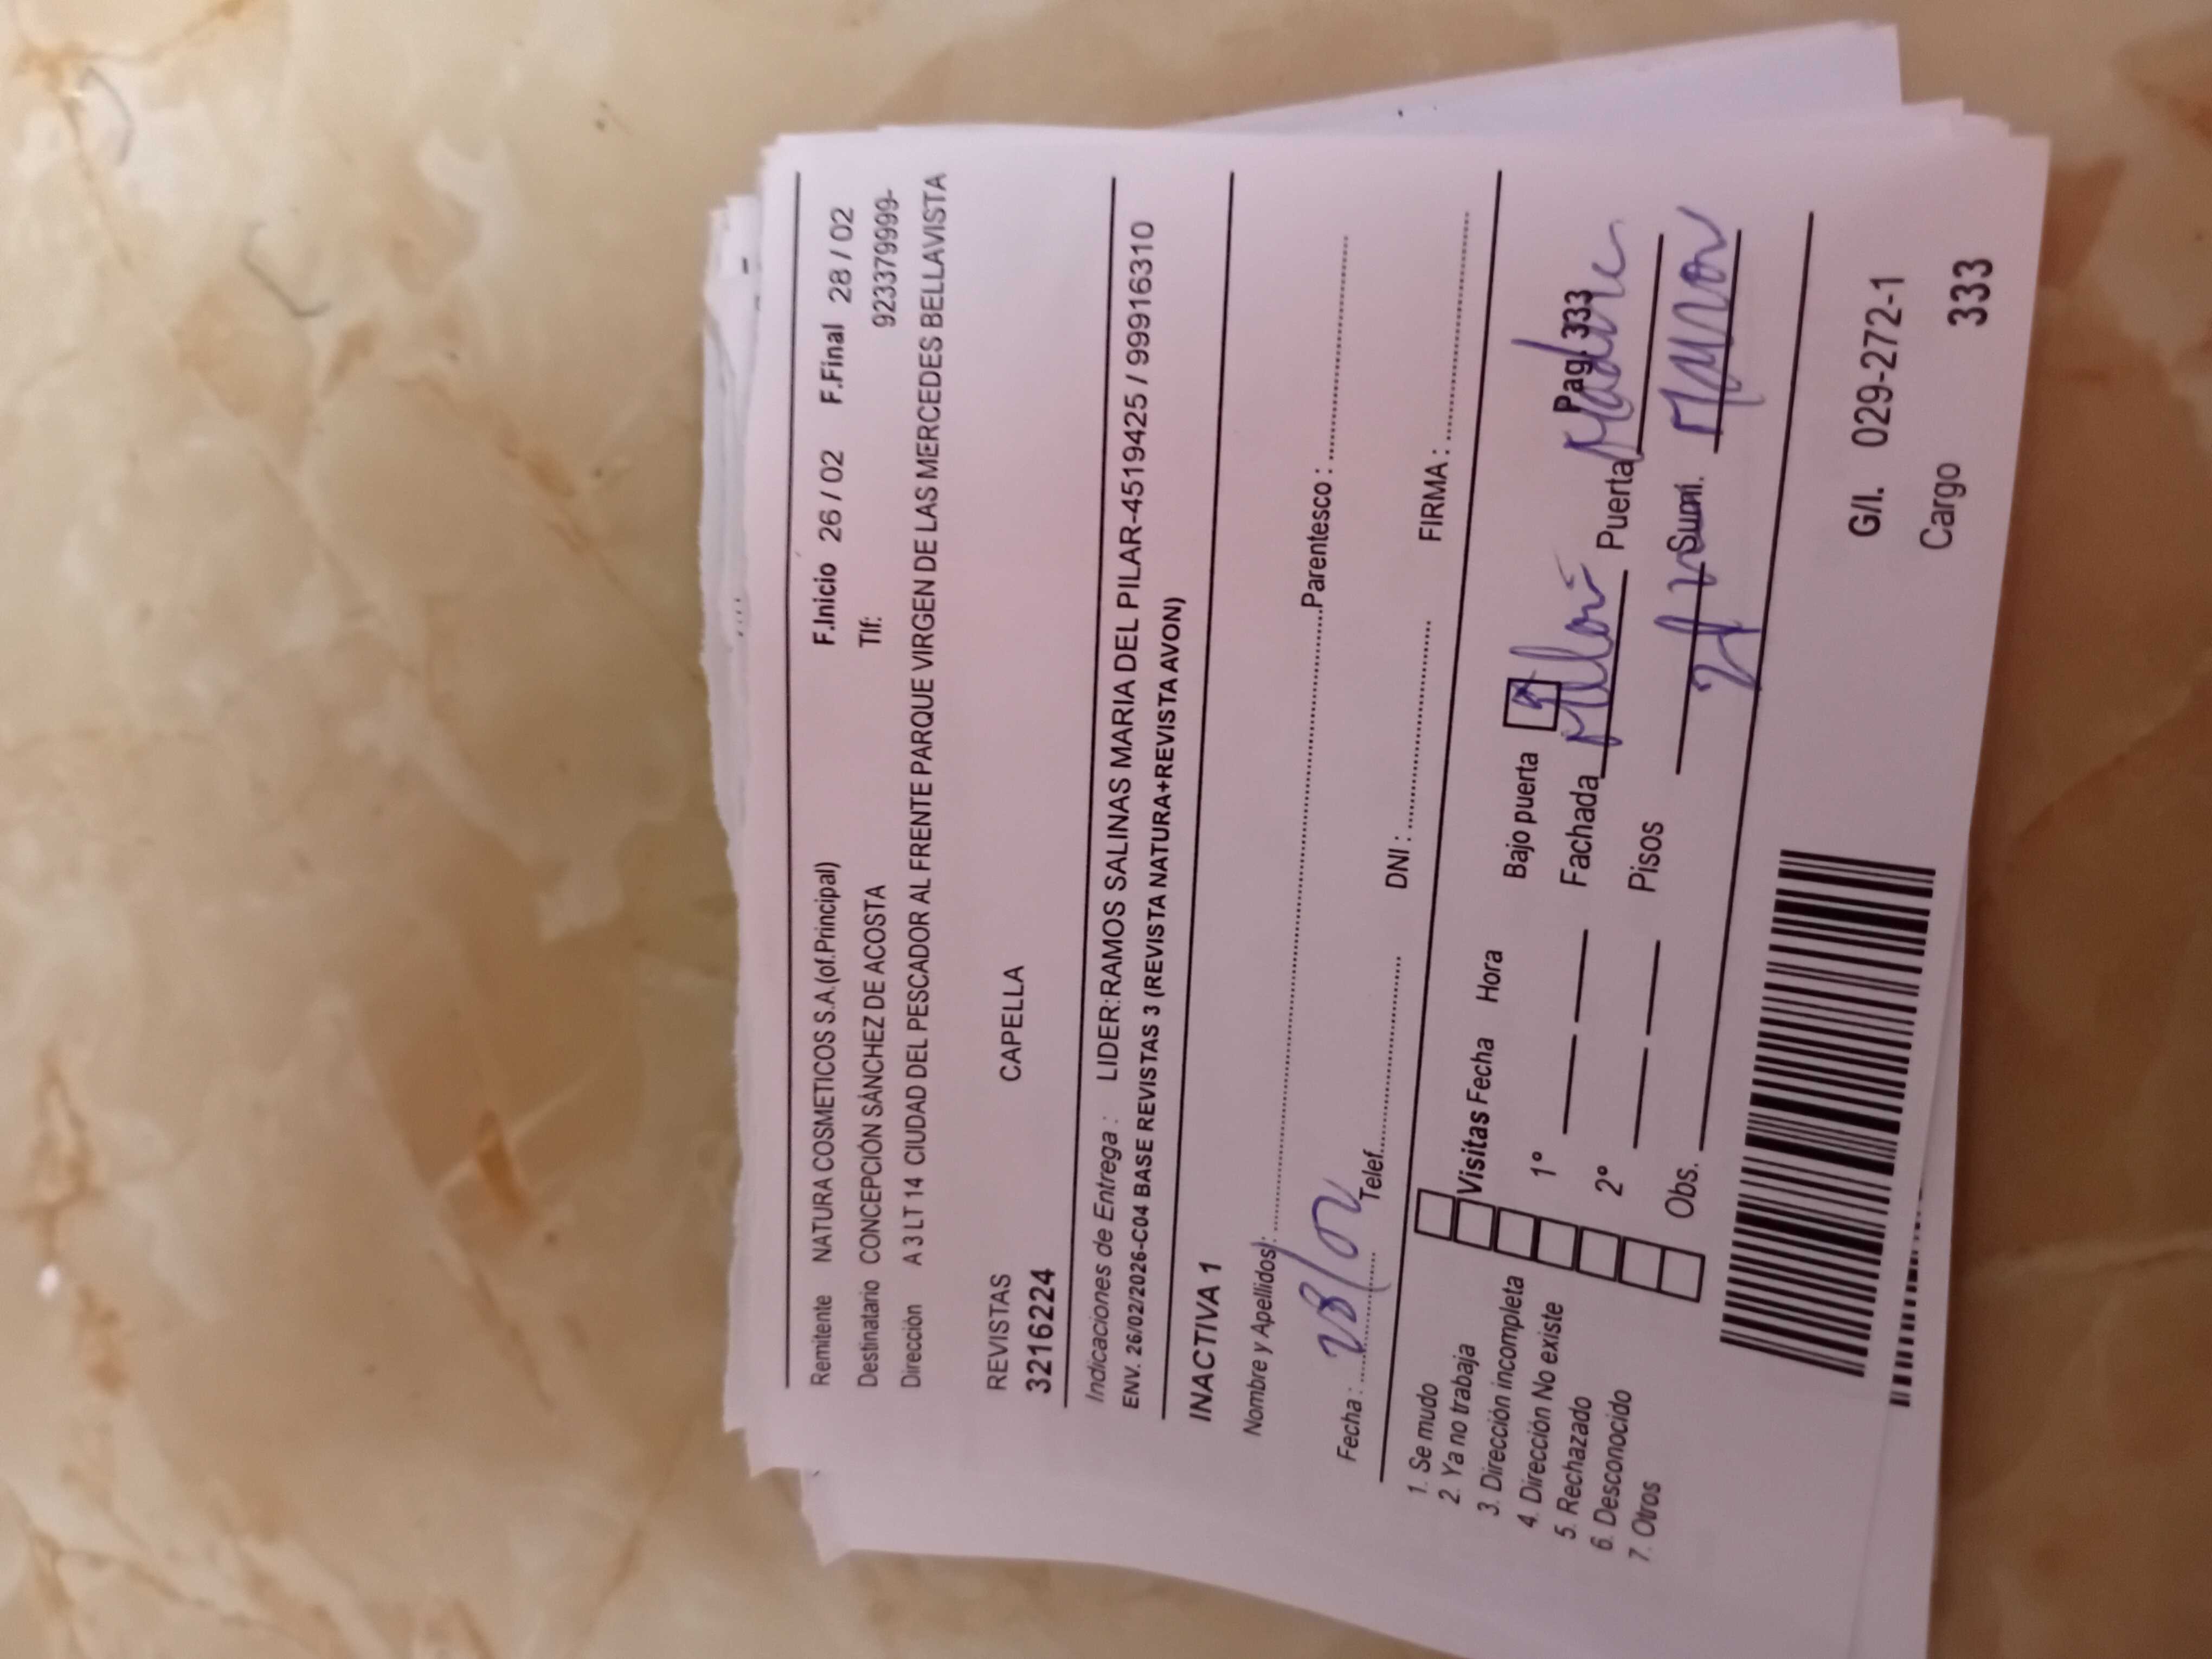 Remitente NATURA COSMETICOS S.A.(of.Principal) F.Inicio 26 / 02 F.Final 28 / 02
Destinatario CONCEPCIÓN SÁNCHEZ DE ACOSTA Tlf: 923379999-
Dirección A 3 LT 14 CIUDAD DEL PESCADOR AL FRENTE PARQUE VIRGEN DE LAS MERCEDES BELLAVISTA
REVISTAS CAPELLA
3216224
Indicaciones de Entrega : LIDER:RAMOS SALINAS MARIA DEL PILAR-4519425 / 999916310
ENV. 26/02/2026-C04 BASE REVISTAS 3 (REVISTA NATURA+REVISTA AVON)
INACTIVA 1
Nombre y Apellidos): Parentesco :
Fecha : 28/02 Telef. DNI : FIRMA :
1. Se mudo
2. Ya no trabaja
3. Dirección incompleta
4. Dirección No existe
5. Rechazado
6. Desconocido
7. Otros
Visitas Fecha Hora Bajo puerta Pag. 333
1° Fachada Puerta Madre
2° Pisos Sumi.
Obs.
G/I. 029-272-1
Cargo 333